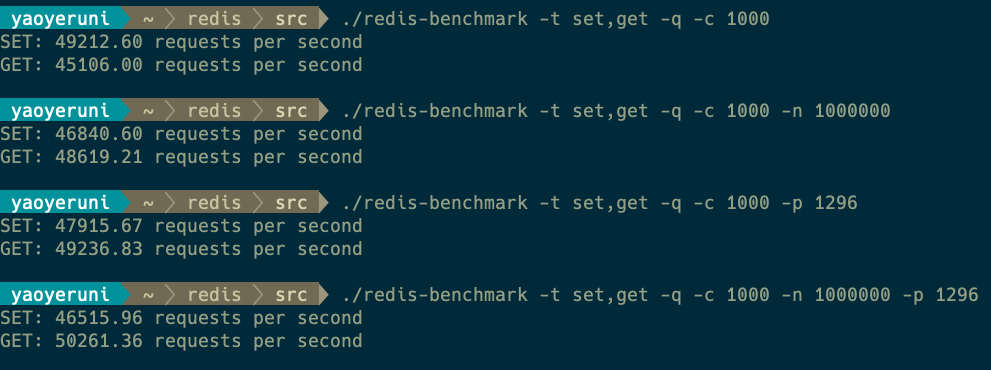 yaoyeruni ~ redis src ./redis-benchmark -t set,get -q -c 1000
SET: 49212.60 requests per second
GET: 45106.00 requests per second
yaoyeruni ~ redis src ./redis-benchmark -t set,get -q -c 1000 -n 1000000
SET: 46840.60 requests per second
GET: 48619.21 requests per second
yaoyeruni ~ redis src ./redis-benchmark -t set,get -q -c 1000 -p 1296
SET: 47915.67 requests per second
GET: 49236.83 requests per second
yaoyeruni ~ redis src ./redis-benchmark -t set,get -q -c 1000 -n 1000000 -p 1296
SET: 46515.96 requests per second
GET: 50261.36 requests per second